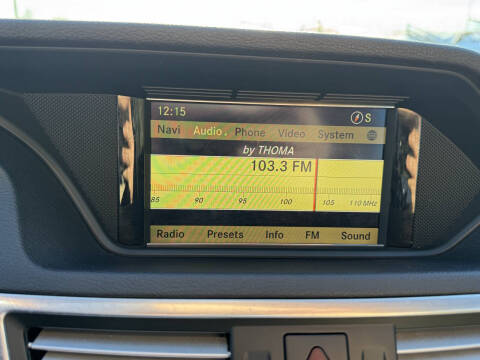 12:15 S
Navi Audio Phone Video System
by THOMA
103.3 FM
85 90 95 100 105 110 MHz
Radio Presets Info FM Sound